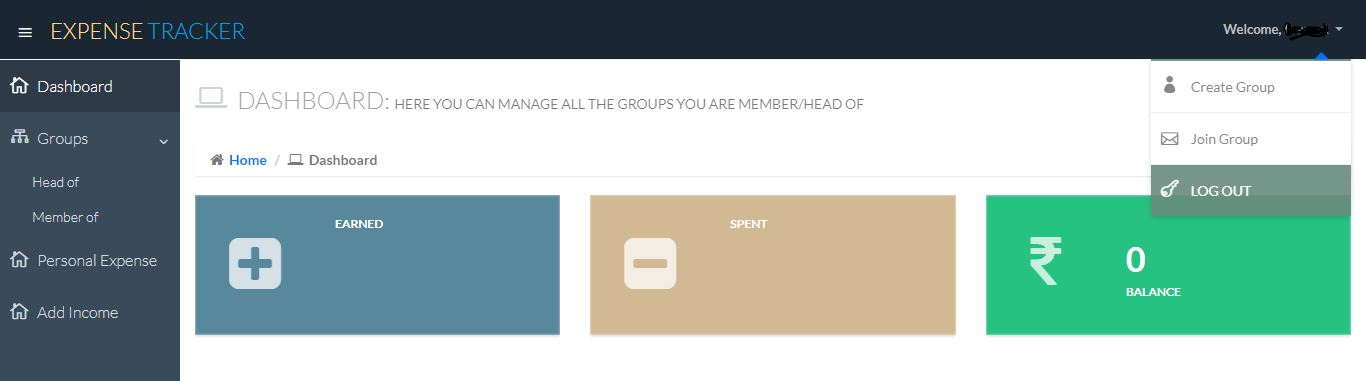 EXPENSE TRACKER
Welcome,
Dashboard
Groups
Head of
Member of
Personal Expense
Add Income
DASHBOARD: HERE YOU CAN MANAGE ALL THE GROUPS YOU ARE MEMBER/HEAD OF
Home / Dashboard
Create Group
Join Group
LOG OUT
EARNED
SPENT
₹ 0
BALANCE